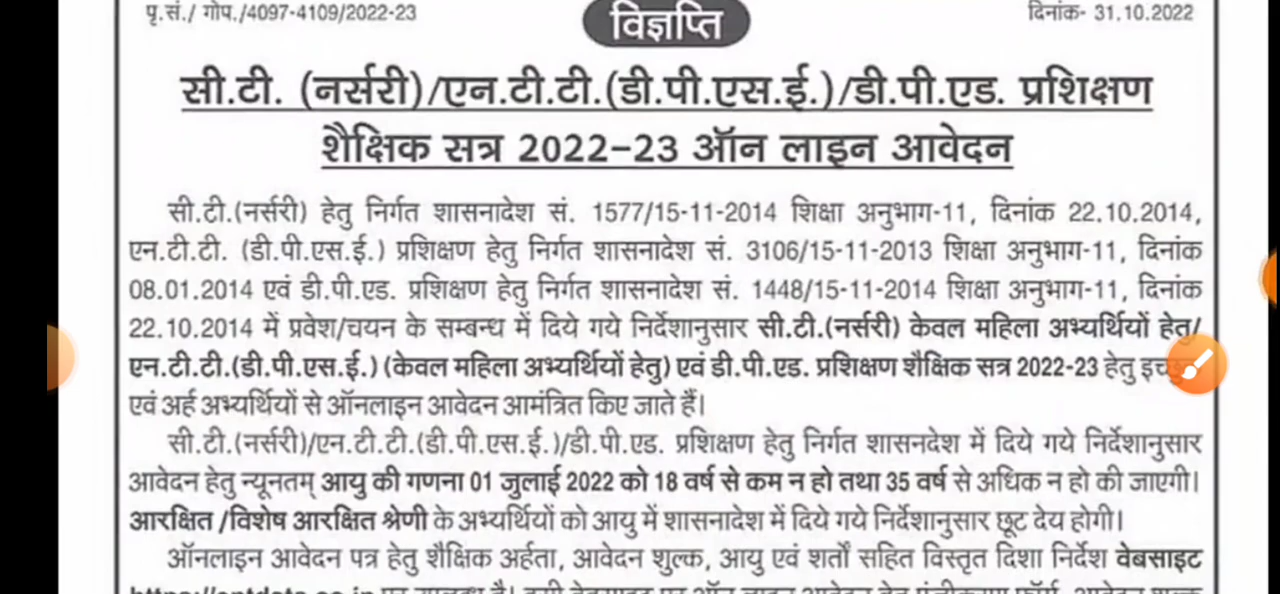 पृ.सं./ गोप./4097-4109/2022-23
दिनांक- 31.10.2022
विज्ञप्ति
सी.टी. (नर्सरी)/एन.टी.टी.(डी.पी.एस.ई.)/डी.पी.एड. प्रशिक्षण
शैक्षिक सत्र 2022-23 ऑन लाइन आवेदन
सी.टी.(नर्सरी) हेतु निर्गत शासनादेश सं. 1577/15-11-2014 शिक्षा अनुभाग-11, दिनांक 22.10.2014,
एन.टी.टी. (डी.पी.एस.ई.) प्रशिक्षण हेतु निर्गत शासनादेश सं. 3106/15-11-2013 शिक्षा अनुभाग-11, दिनांक
08.01.2014 एवं डी.पी.एड. प्रशिक्षण हेतु निर्गत शासनादेश सं. 1448/15-11-2014 शिक्षा अनुभाग-11, दिनांक
22.10.2014 में प्रवेश/चयन के सम्बन्ध में दिये गये निर्देशानुसार सी.टी.(नर्सरी) केवल महिला अभ्यर्थियों हेतु/
एन.टी.टी.(डी.पी.एस.ई.) (केवल महिला अभ्यर्थियों हेतु) एवं डी.पी.एड. प्रशिक्षण शैक्षिक सत्र 2022-23 हेतु
एवं अर्ह अभ्यर्थियों से ऑनलाइन आवेदन आमंत्रित किए जाते हैं।
सी.टी.(नर्सरी)/एन.टी.टी.(डी.पी.एस.ई.)/डी.पी.एड. प्रशिक्षण हेतु निर्गत शासनदेश में दिये गये निर्देशानुसार
आवेदन हेतु न्यूनतम् आयु की गणना 01 जुलाई 2022 को 18 वर्ष से कम न हो तथा 35 वर्ष से अधिक न हो की जाएगी।
आरक्षित /विशेष आरक्षित श्रेणी के अभ्यर्थियों को आयु में शासनादेश में दिये गये निर्देशानुसार छूट देय होगी।
ऑनलाइन आवेदन पत्र हेतु शैक्षिक अर्हता, आवेदन शुल्क, आयु एवं शर्तों सहित विस्तृत दिशा निर्देश वेबसाइट